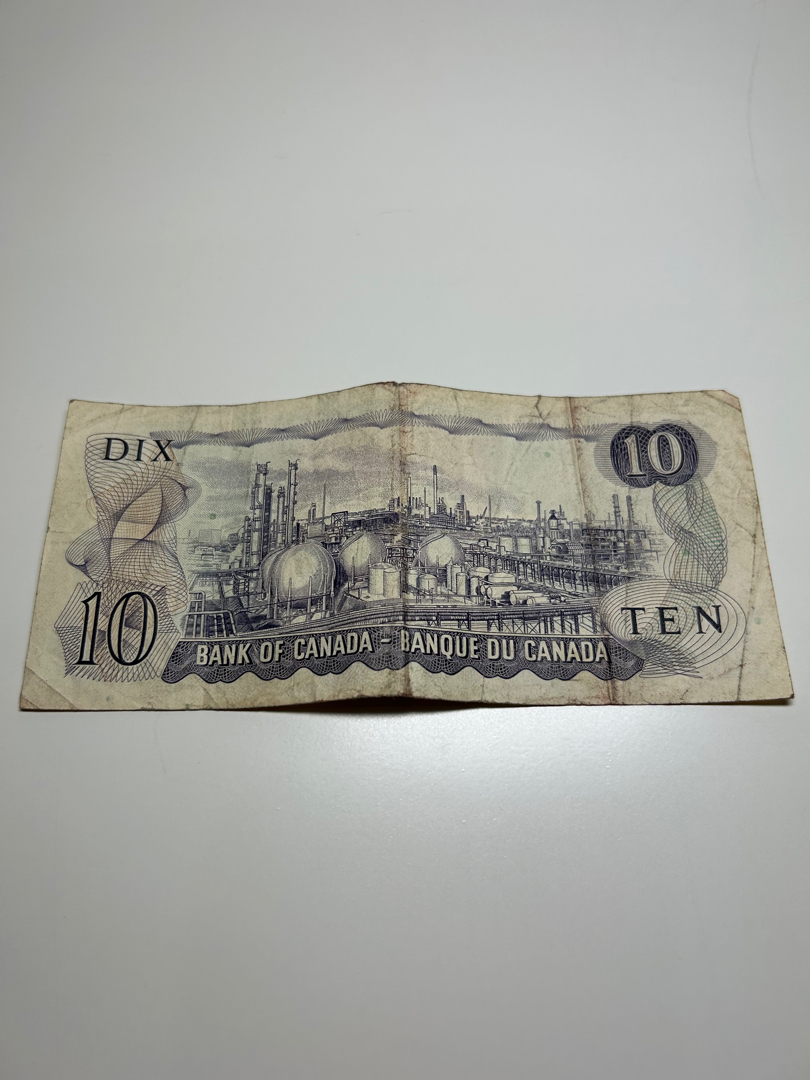 DIX
10
10
TEN
BANK OF CANADA - BANQUE DU CANADA